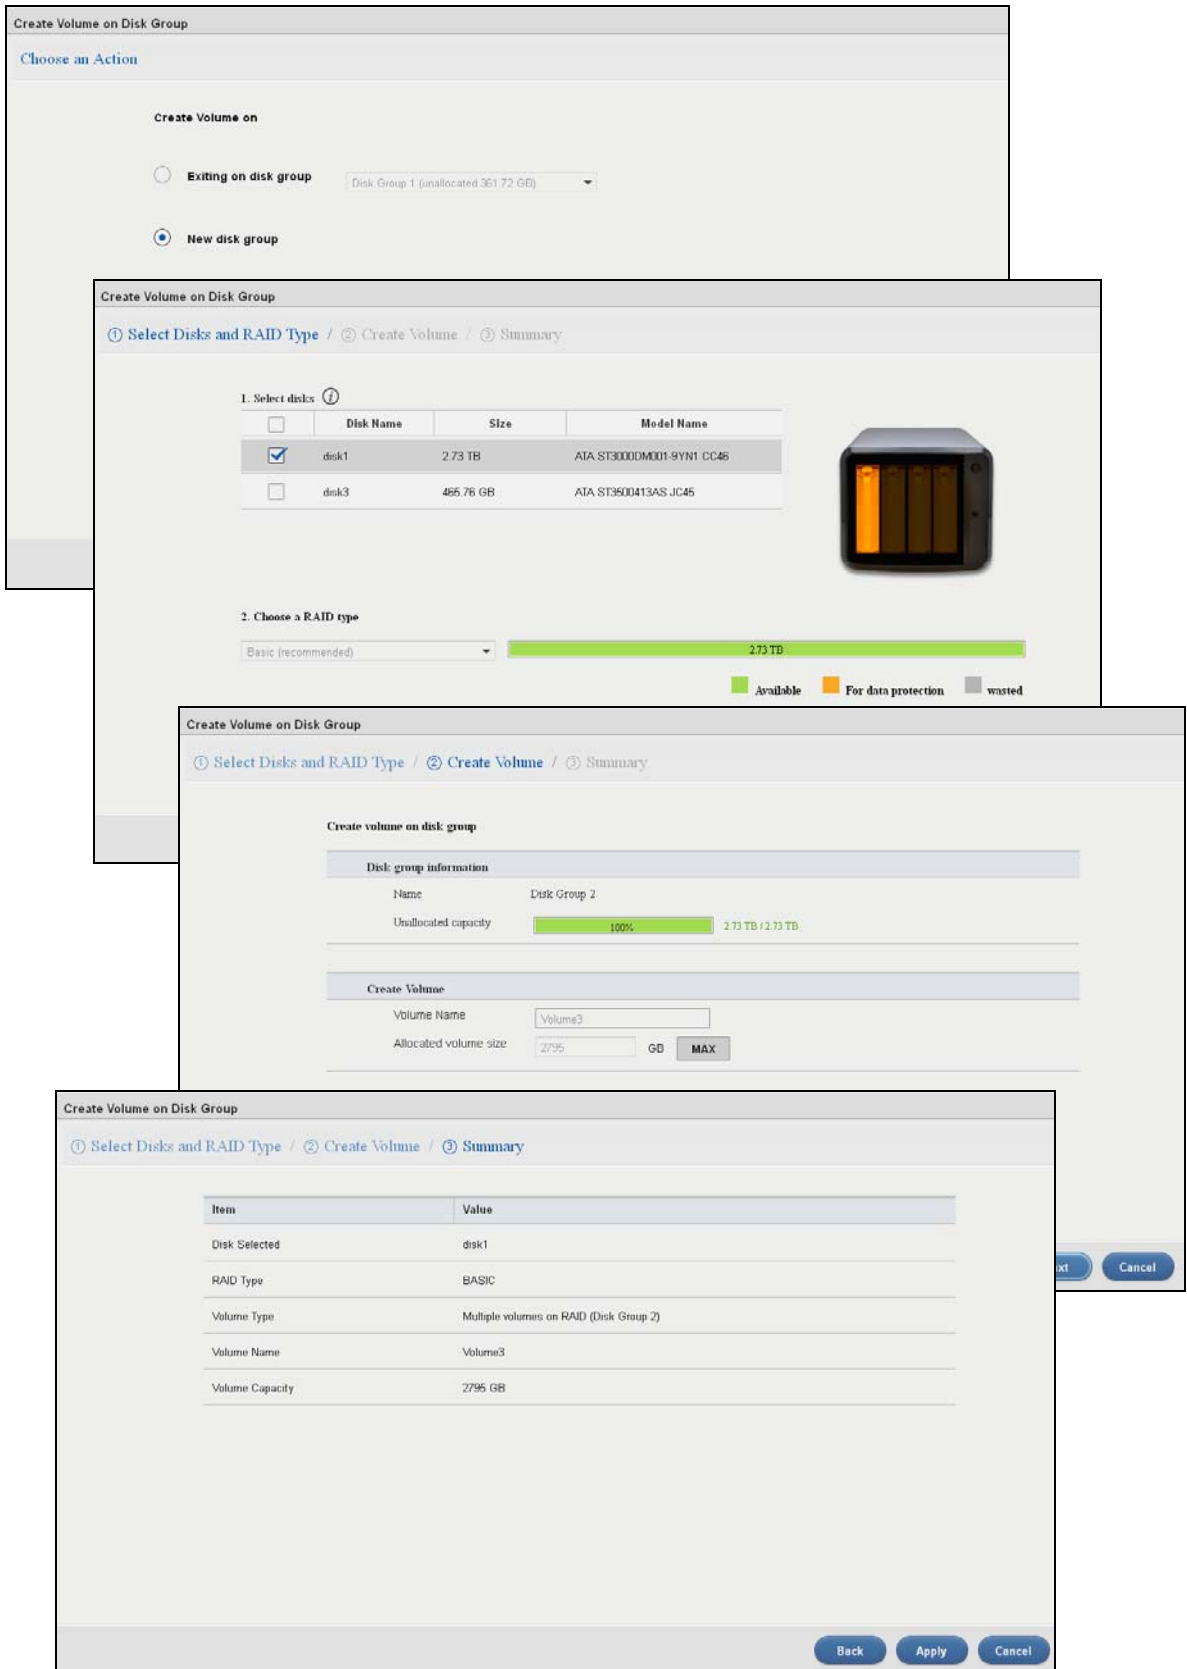 Create Volume on Disk Group
Choose an Action
Create Volume on
Exiting on disk group
Disk Group 1 (unallocated 361.72 GB)
New disk group
Create Volume on Disk Group
① Select Disks and RAID Type / ② Create Volume / ③ Summary
1. Select disks
Disk Name Size Model Name
disk1 2.73 TB ATA ST3000DM001-9YN1 CC46
disk3 465.76 GB ATA ST3500413AS JC45
2. Choose a RAID type
Basic (recommended) 2.73 TB
Available For data protection wasted
Create Volume on Disk Group
① Select Disks and RAID Type / ② Create Volume / ③ Summary
Create volume on disk group
Disk group information
Name Disk Group 2
Unallocated capacity 100% 2.73 TB / 2.73 TB
Create Volume
Volume Name Volume3
Allocated volume size 2795 GB MAX
xt Cancel
Create Volume on Disk Group
① Select Disks and RAID Type / ② Create Volume / ③ Summary
Item Value
Disk Selected disk1
RAID Type BASIC
Volume Type Multiple volumes on RAID (Disk Group 2)
Volume Name Volume3
Volume Capacity 2795 GB
Back Apply Cancel